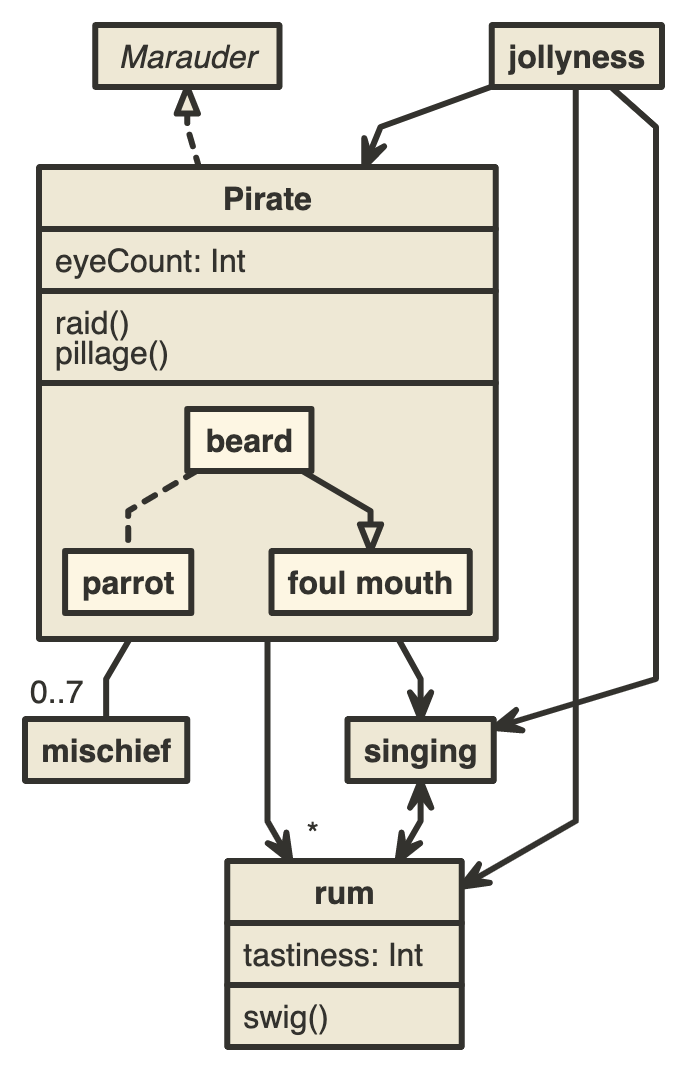 Marauder
jollyness
Pirate
eyeCount: Int
raid()
pillage()
beard
parrot
foul mouth
0..7
mischief
singing
*
rum
tastiness: Int
swig()